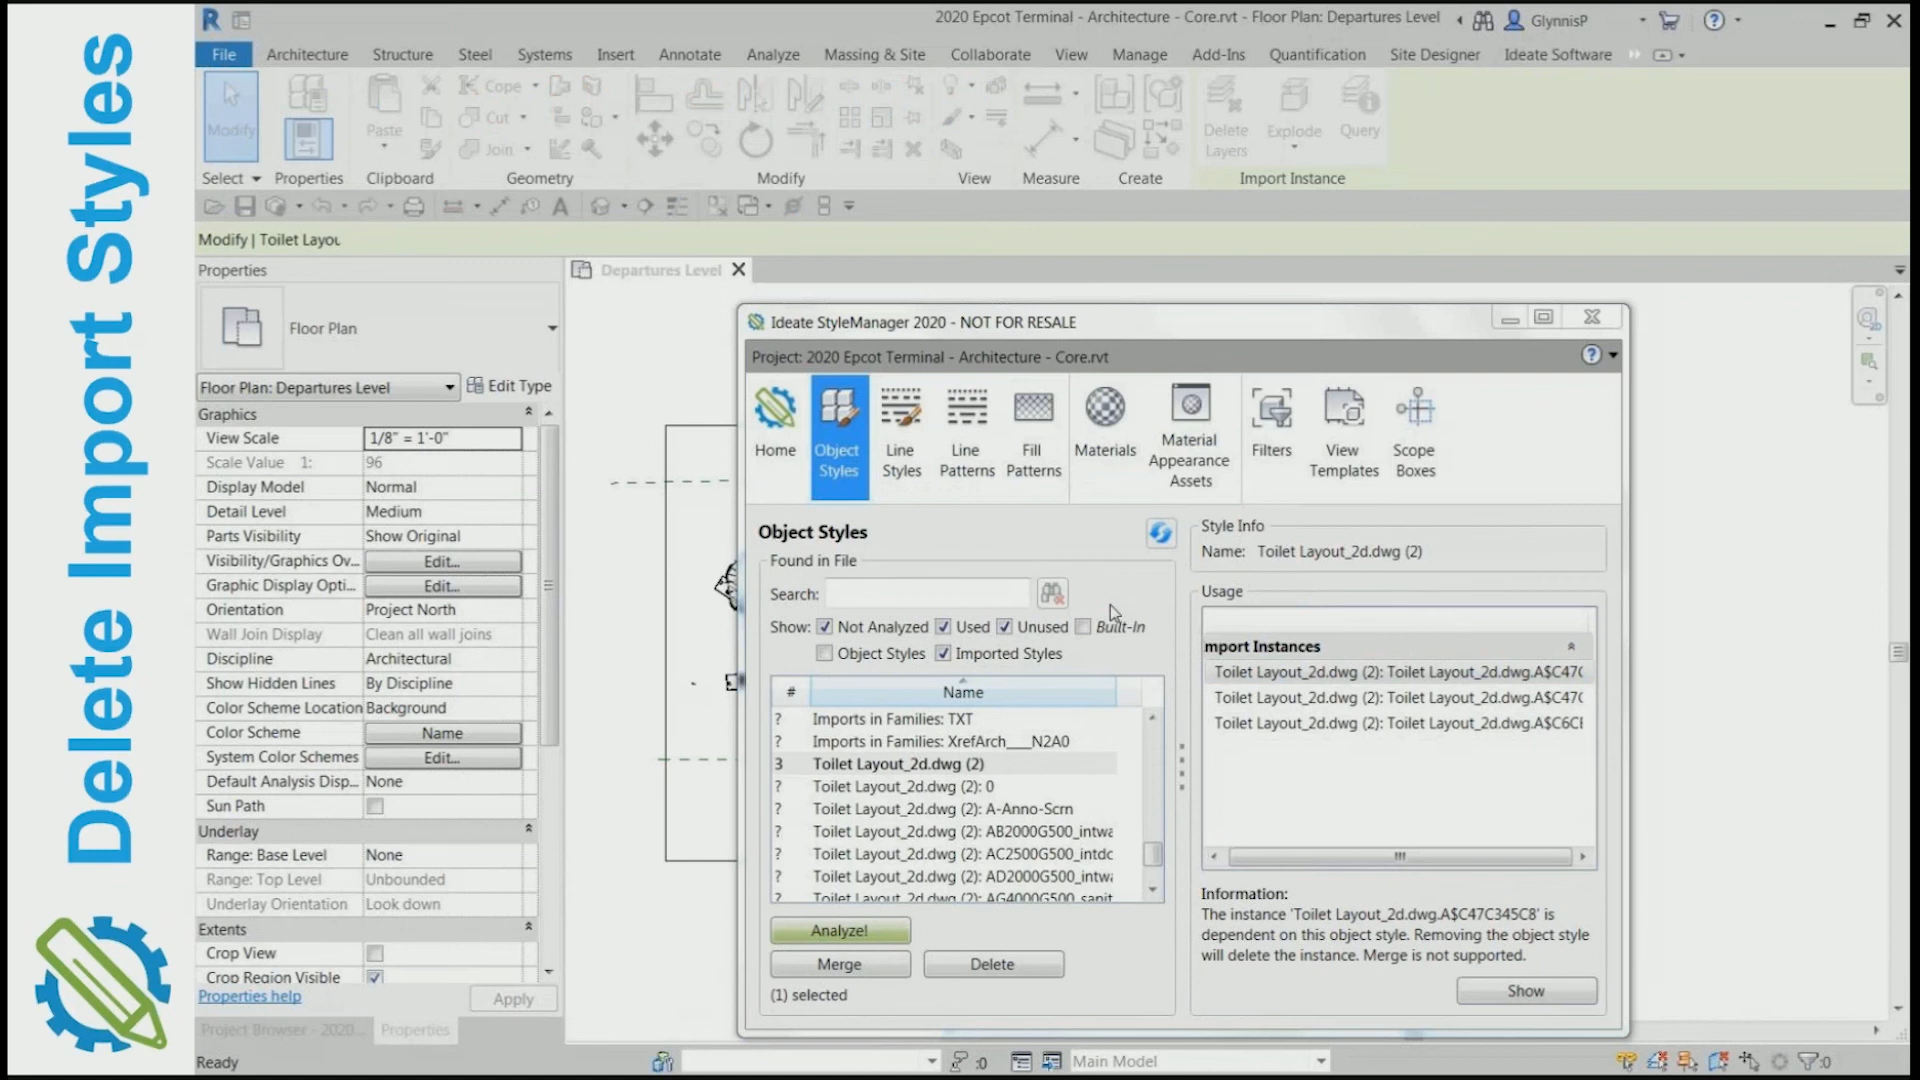 Delete Import Styles
2020 Epcot Terminal - Architecture - Core.rvt - Floor Plan: Departures Level
GlynnisP
File Architecture Structure Steel Systems Insert Annotate Analyze Massing & Site Collaborate View Manage Add-Ins Quantification Site Designer Ideate Software
Modify
Paste
Cope
Cut
Join
Delete Layers
Explode
Query
Select Properties Clipboard Geometry Modify View Measure Create Import Instance
Modify | Toilet Layou
Properties
Floor Plan
Floor Plan: Departures Level
Edit Type
Graphics
View Scale 1/8" = 1'-0"
Scale Value 1: 96
Display Model Normal
Detail Level Medium
Parts Visibility Show Original
Visibility/Graphics Ov... Edit...
Graphic Display Opti... Edit...
Orientation Project North
Wall Join Display Clean all wall joins
Discipline Architectural
Show Hidden Lines By Discipline
Color Scheme Location Background
Color Scheme Name
System Color Schemes Edit...
Default Analysis Disp... None
Sun Path
Underlay
Range: Base Level None
Range: Top Level Unbounded
Underlay Orientation Look down
Extents
Crop View
Crop Region Visible
Properties help
Apply
Project Browser - 2020...
Properties
Ready
:0
Main Model
:0
Departures Level
Ideate StyleManager 2020 - NOT FOR RESALE
Project: 2020 Epcot Terminal - Architecture - Core.rvt
Home
Object Styles
Line Styles
Line Patterns
Fill Patterns
Materials
Material Appearance Assets
Filters
View Templates
Scope Boxes
Object Styles
Found in File
Search:
Show: Not Analyzed Used Unused Built-In
Object Styles Imported Styles
# Name
? Imports in Families: TXT
? Imports in Families: XrefArch___N2A0
3 Toilet Layout_2d.dwg (2)
? Toilet Layout_2d.dwg (2): 0
? Toilet Layout_2d.dwg (2): A-Anno-Scrn
? Toilet Layout_2d.dwg (2): AB2000G500_intwa
? Toilet Layout_2d.dwg (2): AC2500G500_intdc
? Toilet Layout_2d.dwg (2): AD2000G500_intwa
? Toilet Layout_2d.dwg (2): AG4000G500_sanit
Analyze!
Merge
Delete
(1) selected
Style Info
Name: Toilet Layout_2d.dwg (2)
Usage
mport Instances
Toilet Layout_2d.dwg (2): Toilet Layout_2d.dwg.A$C47C
Toilet Layout_2d.dwg (2): Toilet Layout_2d.dwg.A$C47C
Toilet Layout_2d.dwg (2): Toilet Layout_2d.dwg.A$C6CE
Information:
The instance 'Toilet Layout_2d.dwg.A$C47C345C8' is
dependent on this object style. Removing the object style
will delete the instance. Merge is not supported.
Show